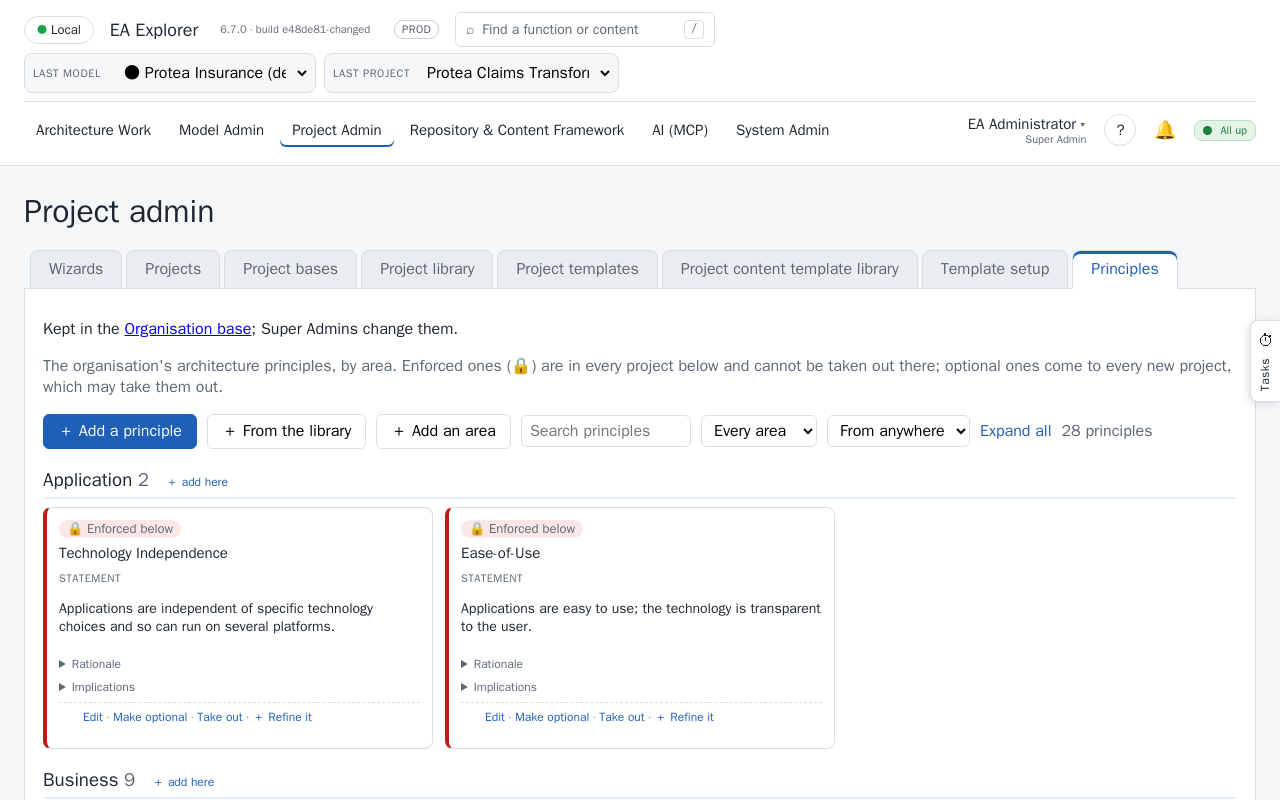 Local
EA Explorer
6.7.0 · build e48de81-changed
PROD
Find a function or content
/
LAST MODEL
Protea Insurance (de
LAST PROJECT
Protea Claims Transfor
Architecture Work
Model Admin
Project Admin
Repository & Content Framework
AI (MCP)
System Admin
EA Administrator
Super Admin
?
All up
Project admin
Wizards
Projects
Project bases
Project library
Project templates
Project content template library
Template setup
Principles
Kept in the Organisation base; Super Admins change them.
The organisation's architecture principles, by area. Enforced ones (🔒) are in every project below and cannot be taken out there; optional ones come to every new project,
which may take them out.
+ Add a principle
+ From the library
+ Add an area
Search principles
Every area
From anywhere
Expand all
28 principles
Tasks
Application 2
+ add here
🔒 Enforced below
Technology Independence
STATEMENT
Applications are independent of specific technology
choices and so can run on several platforms.
Rationale
Implications
Edit · Make optional · Take out · + Refine it
🔒 Enforced below
Ease-of-Use
STATEMENT
Applications are easy to use; the technology is transparent
to the user.
Rationale
Implications
Edit · Make optional · Take out · + Refine it
Business 9
+ add here